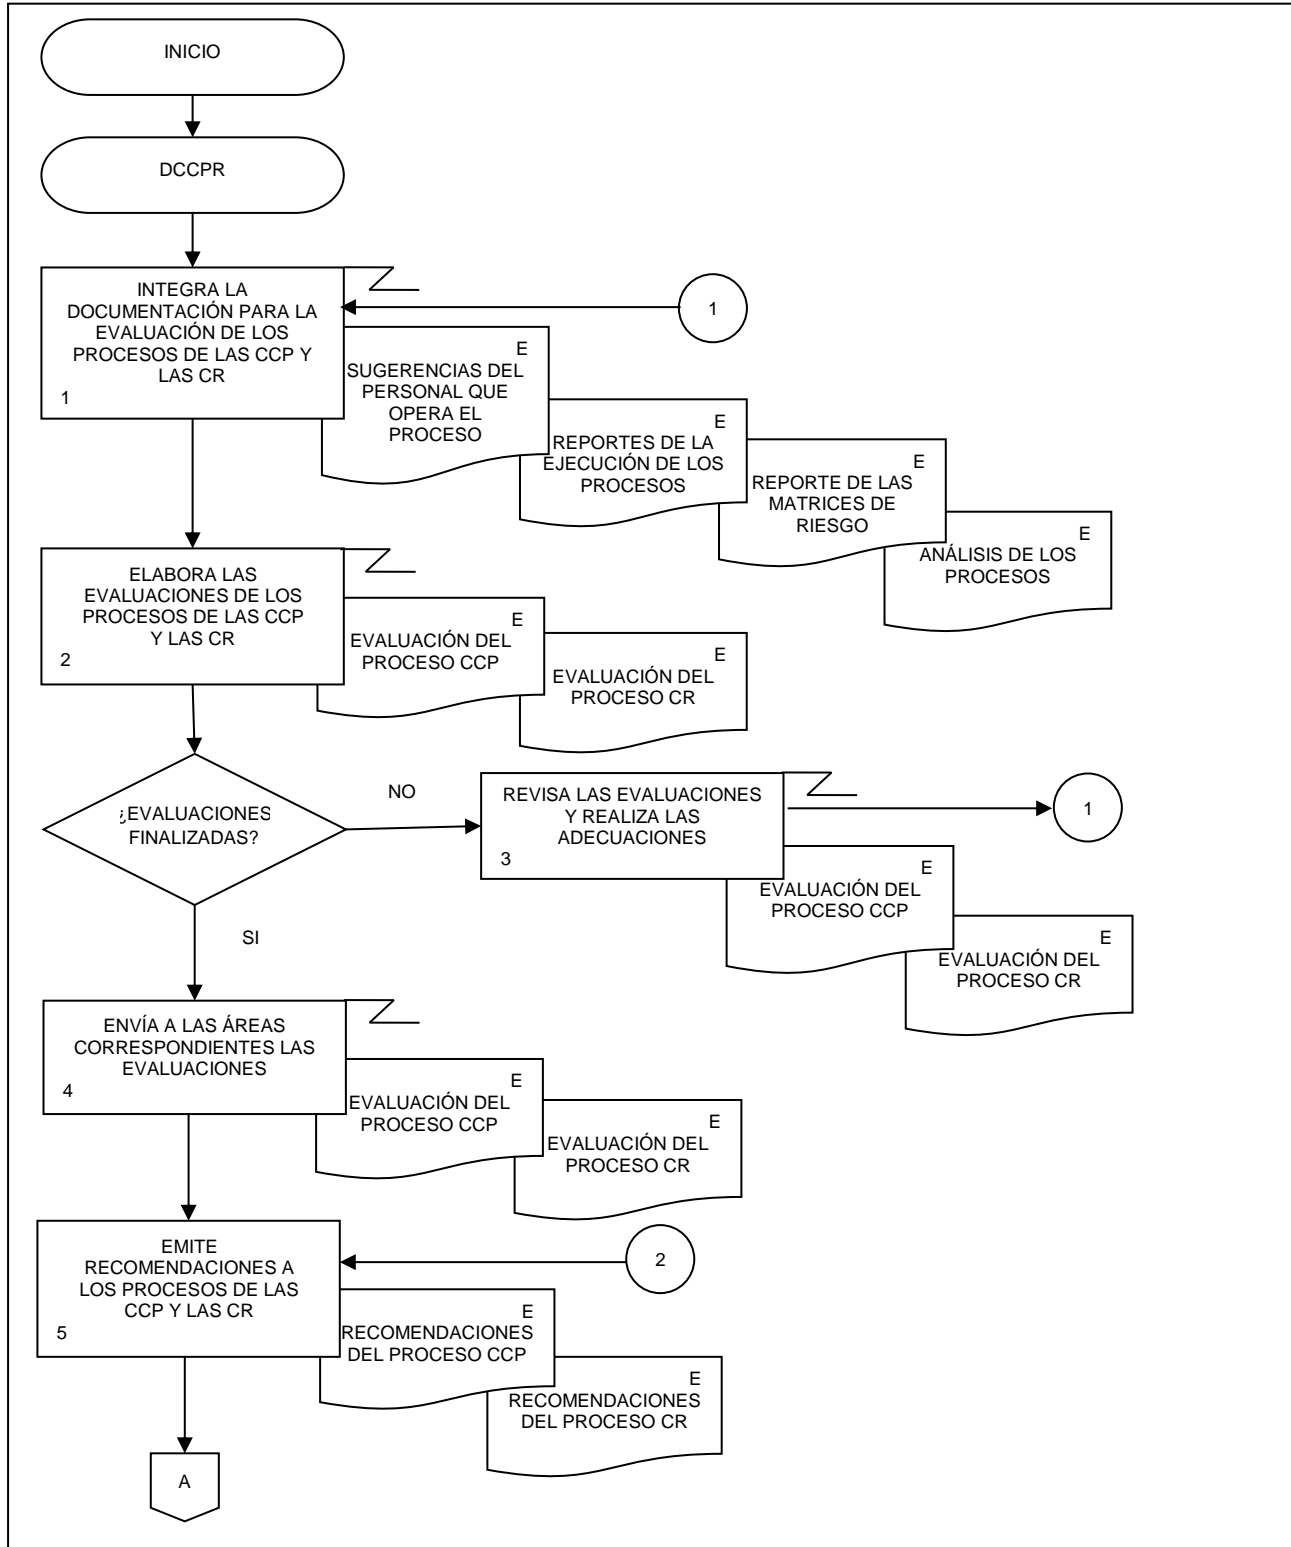 INICIO
DCCPR
INTEGRA LA
DOCUMENTACIÓN PARA LA
EVALUACIÓN DE LOS
PROCESOS DE LAS CCP Y
LAS CR
1
1
E
SUGERENCIAS DEL
PERSONAL QUE
OPERA EL
PROCESO
E
REPORTES DE LA
EJECUCIÓN DE LOS
PROCESOS
E
REPORTE DE LAS
MATRICES DE
RIESGO
E
ANÁLISIS DE LOS
PROCESOS
ELABORA LAS
EVALUACIONES DE LOS
PROCESOS DE LAS CCP
Y LAS CR
2
E
EVALUACIÓN DEL
PROCESO CCP
E
EVALUACIÓN DEL
PROCESO CR
¿EVALUACIONES
FINALIZADAS?
NO
REVISA LAS EVALUACIONES
Y REALIZA LAS
ADECUACIONES
3
1
E
EVALUACIÓN DEL
PROCESO CCP
E
EVALUACIÓN DEL
PROCESO CR
SI
ENVÍA A LAS ÁREAS
CORRESPONDIENTES LAS
EVALUACIONES
4
E
EVALUACIÓN DEL
PROCESO CCP
E
EVALUACIÓN DEL
PROCESO CR
EMITE
RECOMENDACIONES A
LOS PROCESOS DE LAS
CCP Y LAS CR
5
2
E
RECOMENDACIONES
DEL PROCESO CCP
E
RECOMENDACIONES
DEL PROCESO CR
A